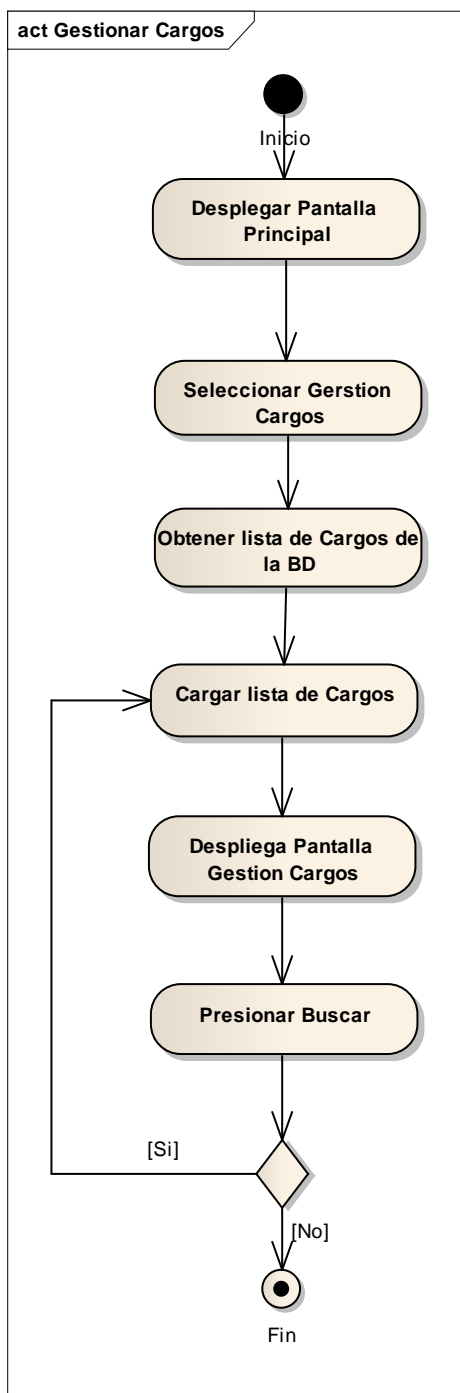 act Gestionar Cargos
Inicio
Desplegar Pantalla
Principal
Seleccionar Gerstion
Cargos
Obtener lista de Cargos de
la BD
Cargar lista de Cargos
Despliega Pantalla
Gestion Cargos
Presionar Buscar
[Si]
[No]
Fin